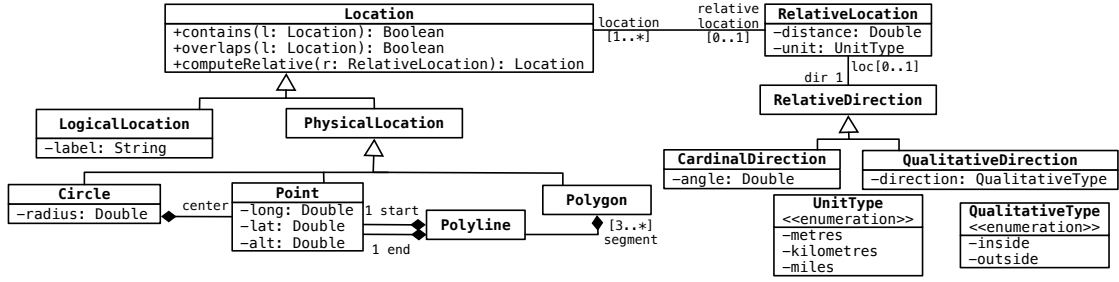 Location
+contains(l: Location): Boolean
+overlaps(l: Location): Boolean
+computeRelative(r: RelativeLocation): Location
location
[1..*]
relative
location
[0..1]
RelativeLocation
−distance: Double
−unit: UnitType
loc[0..1]
dir 1
RelativeDirection
LogicalLocation
−label: String
PhysicalLocation
CardinalDirection
−angle: Double
QualitativeDirection
−direction: QualitativeType
Circle
−radius: Double
center
Point
−long: Double
−lat: Double
−alt: Double
1 start
1 end
Polyline
Polygon
[3..*]
segment
UnitType
<<enumeration>>
−metres
−kilometres
−miles
QualitativeType
<<enumeration>>
−inside
−outside